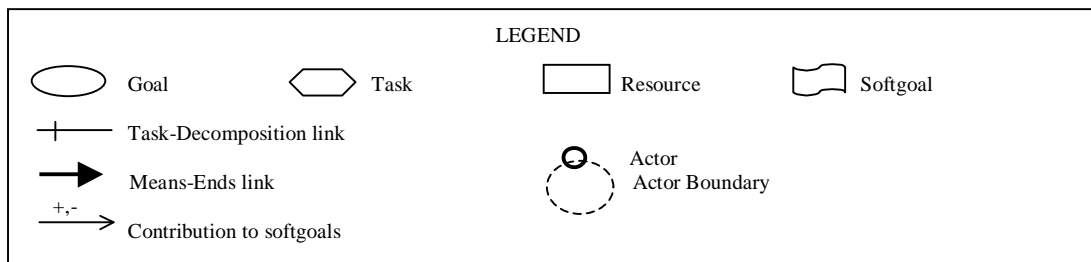 LEGEND
Goal
Task
Resource
Softgoal
Task-Decomposition link
Actor
Actor Boundary
Means-Ends link
+,-
Contribution to softgoals